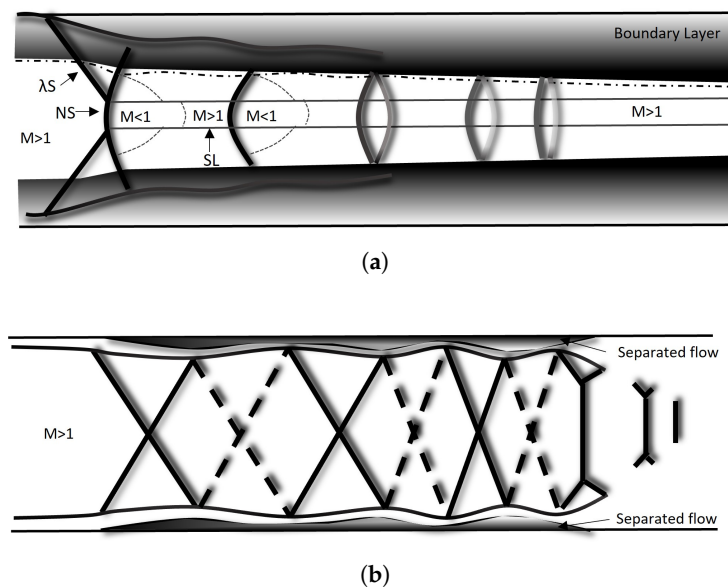 Boundary Layer
λS
NS
M<1
M>1
M<1
M>1
M>1
SL
(a)
Separated flow
M>1
Separated flow
(b)